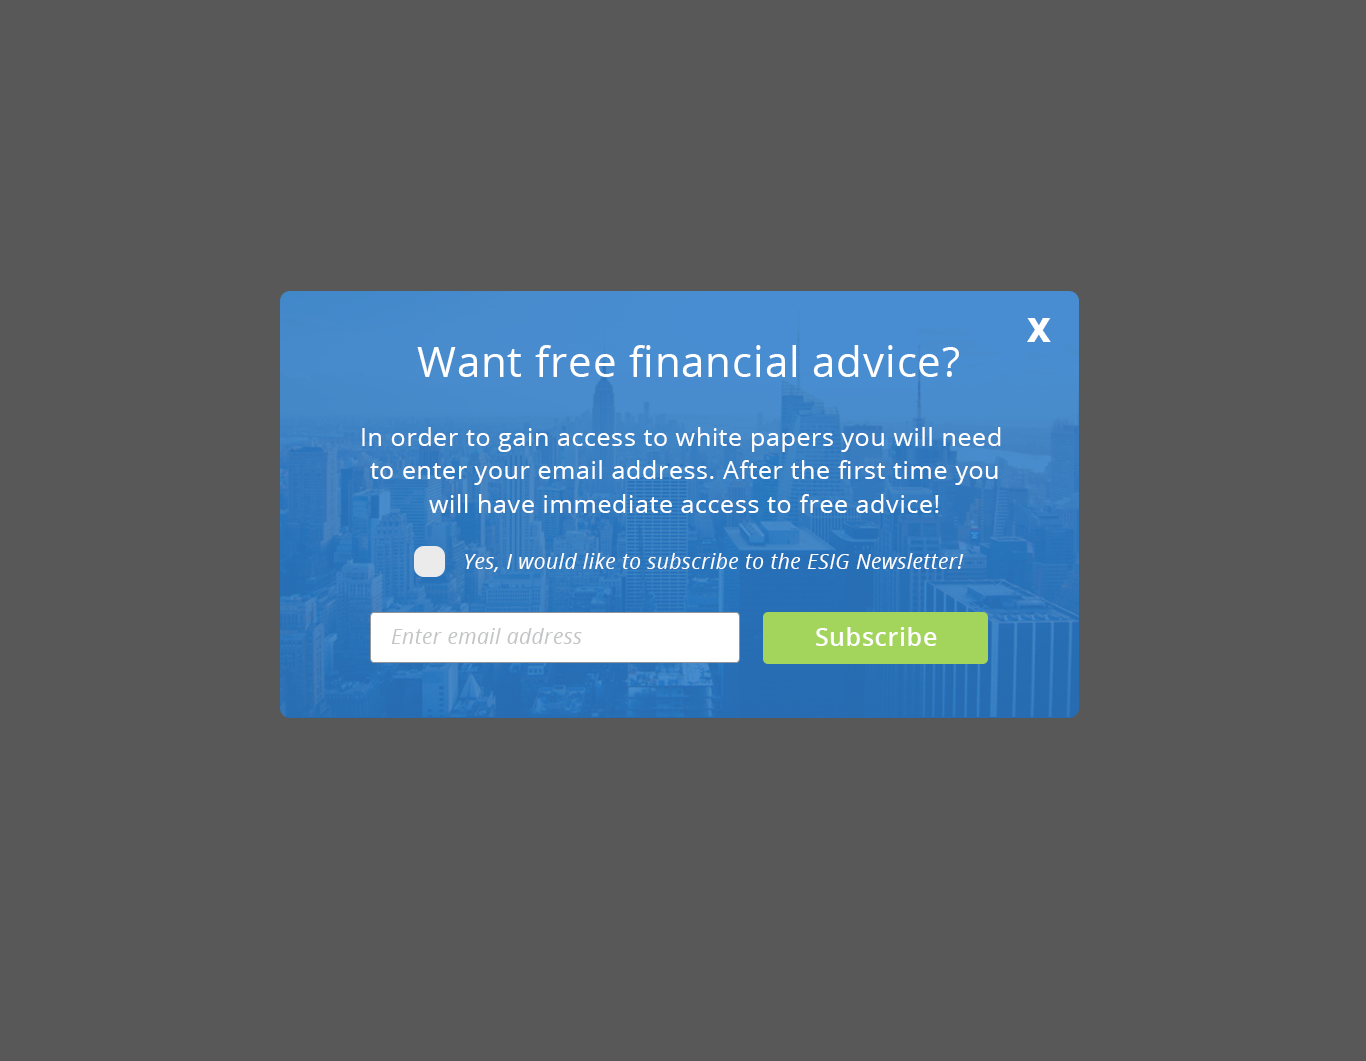 X
Want free financial advice?
In order to gain access to white papers you will need
to enter your email address. After the first time you
will have immediate access to free advice!
Yes, I would like to subscribe to the ESIG Newsletter!
Enter email address
Subscribe